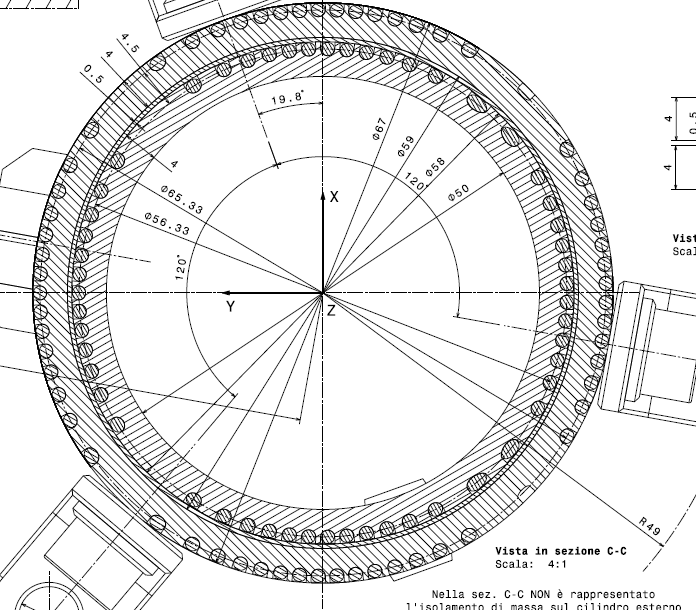 4.5
4
0.5
19.8°
Φ67
Φ59
Φ58
120°
Φ50
4
Φ65.33
Φ56.33
120°
X
Y
Z
4
0.5
4
Vist
Scal
R49
Vista in sezione C-C
Scala: 4:1
Nella sez. C-C NON è rappresentato
l'isolamento di massa sul cilindro esterno